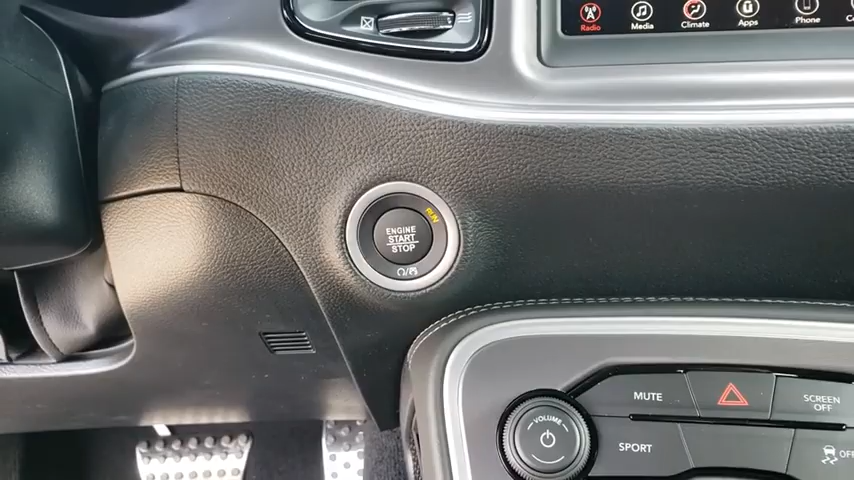 Radio Media Climate Apps Phone
RUN
ENGINE
START
STOP
MUTE
SCREEN
OFF
VOLUME
SPORT
OFF